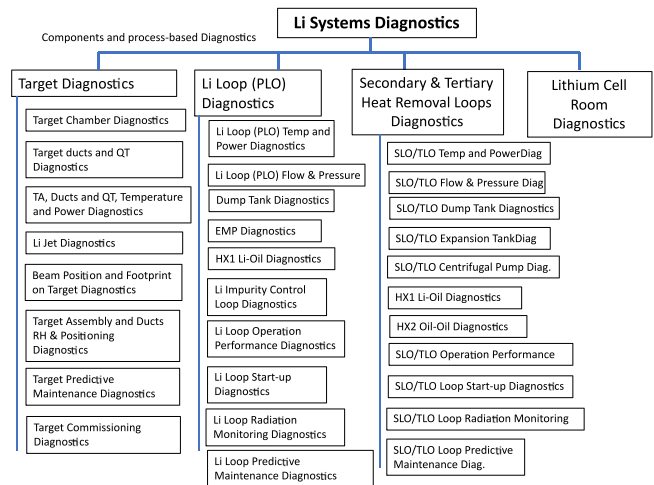 Li Systems Diagnostics
Components and process-based Diagnostics
Target Diagnostics
Target Chamber Diagnostics
Target ducts and QT
Diagnostics
TA, Ducts and QT, Temperature
and Power Diagnostics
Li Jet Diagnostics
Beam Position and Footprint
on Target Diagnostics
Target Assembly and Ducts
RH & Positioning
Diagnostics
Target Predictive
Maintenance Diagnostics
Target Commissioning
Diagnostics
Li Loop (PLO)
Diagnostics
Li Loop (PLO) Temp and
Power Diagnostics
Li Loop (PLO) Flow & Pressure
Dump Tank Diagnostics
EMP Diagnostics
HX1 Li-Oil Diagnostics
Li Impurity Control
Loop Diagnostics
Li Loop Operation
Performance Diagnostics
Li Loop Start-up
Diagnostics
Li Loop Radiation
Monitoring Diagnostics
Li Loop Predictive
Maintenance Diagnostics
Secondary & Tertiary
Heat Removal Loops
Diagnostics
SLO/TLO Temp and PowerDiag
SLO/TLO Flow & Pressure Diag
SLO/TLO Dump Tank Diagnostics
SLO/TLO Expansion TankDiag
SLO/TLO Centrifugal Pump Diag.
HX1 Li-Oil Diagnostics
HX2 Oil-Oil Diagnostics
SLO/TLO Operation Performance
SLO/TLO Loop Start-up Diagnostics
SLO/TLO Loop Radiation Monitoring
SLO/TLO Loop Predictive
Maintenance Diag.
Lithium Cell
Room
Diagnostics